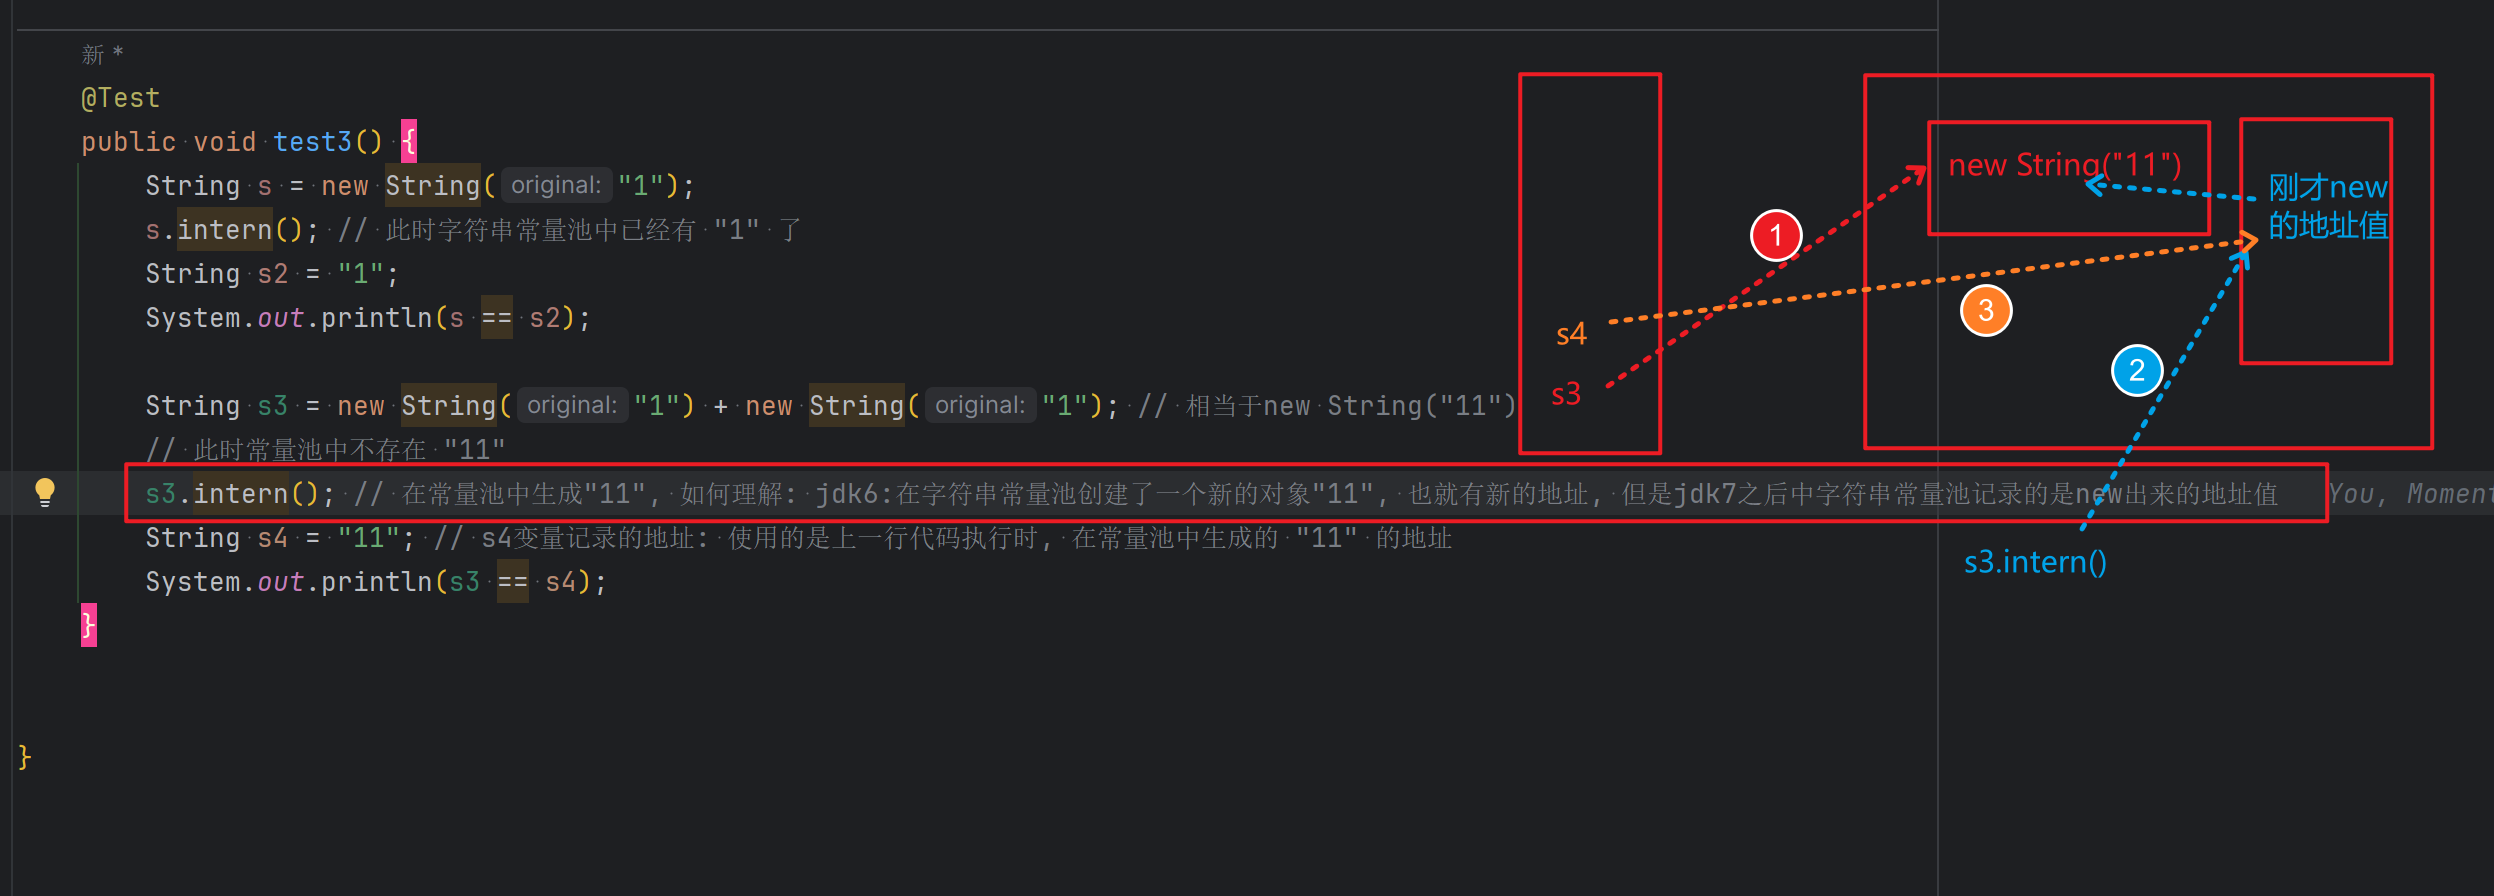 新 *
@Test
public void test3() {
String s = new String( original: "1");
s.intern(); // 此时字符串常量池中已经有 "1" 了
String s2 = "1";
System.out.println(s == s2);
String s3 = new String( original: "1") + new String( original: "1"); // 相当于new String("11")
// 此时常量池中不存在 "11"
s3.intern(); // 在常量池中生成"11", 如何理解: jdk6:在字符串常量池创建了一个新的对象"11", 也就有新的地址, 但是jdk7之后中字符串常量池记录的是new出来的地址值 You, Moment
String s4 = "11"; // s4变量记录的地址: 使用的是上一行代码执行时, 在常量池中生成的 "11" 的地址
System.out.println(s3 == s4);
}
}
new String("11")
刚才new
的地址值
1
3
s4
2
s3
s3.intern()